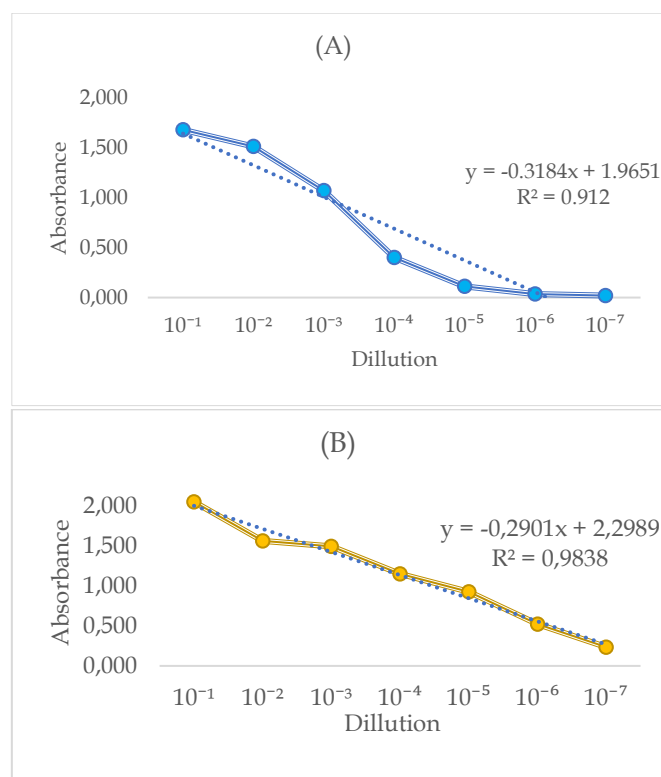 (A)
2,000
1,500
1,000
0,500
0,000
Absorbance
y = -0.3184x + 1.9651
R² = 0.912
10⁻¹ 10⁻² 10⁻³ 10⁻⁴ 10⁻⁵ 10⁻⁶ 10⁻⁷
Dillution
(B)
2,000
1,500
1,000
0,500
0,000
Absorbance
y = -0,2901x + 2,2989
R² = 0,9838
10⁻¹ 10⁻² 10⁻³ 10⁻⁴ 10⁻⁵ 10⁻⁶ 10⁻⁷
Dillution